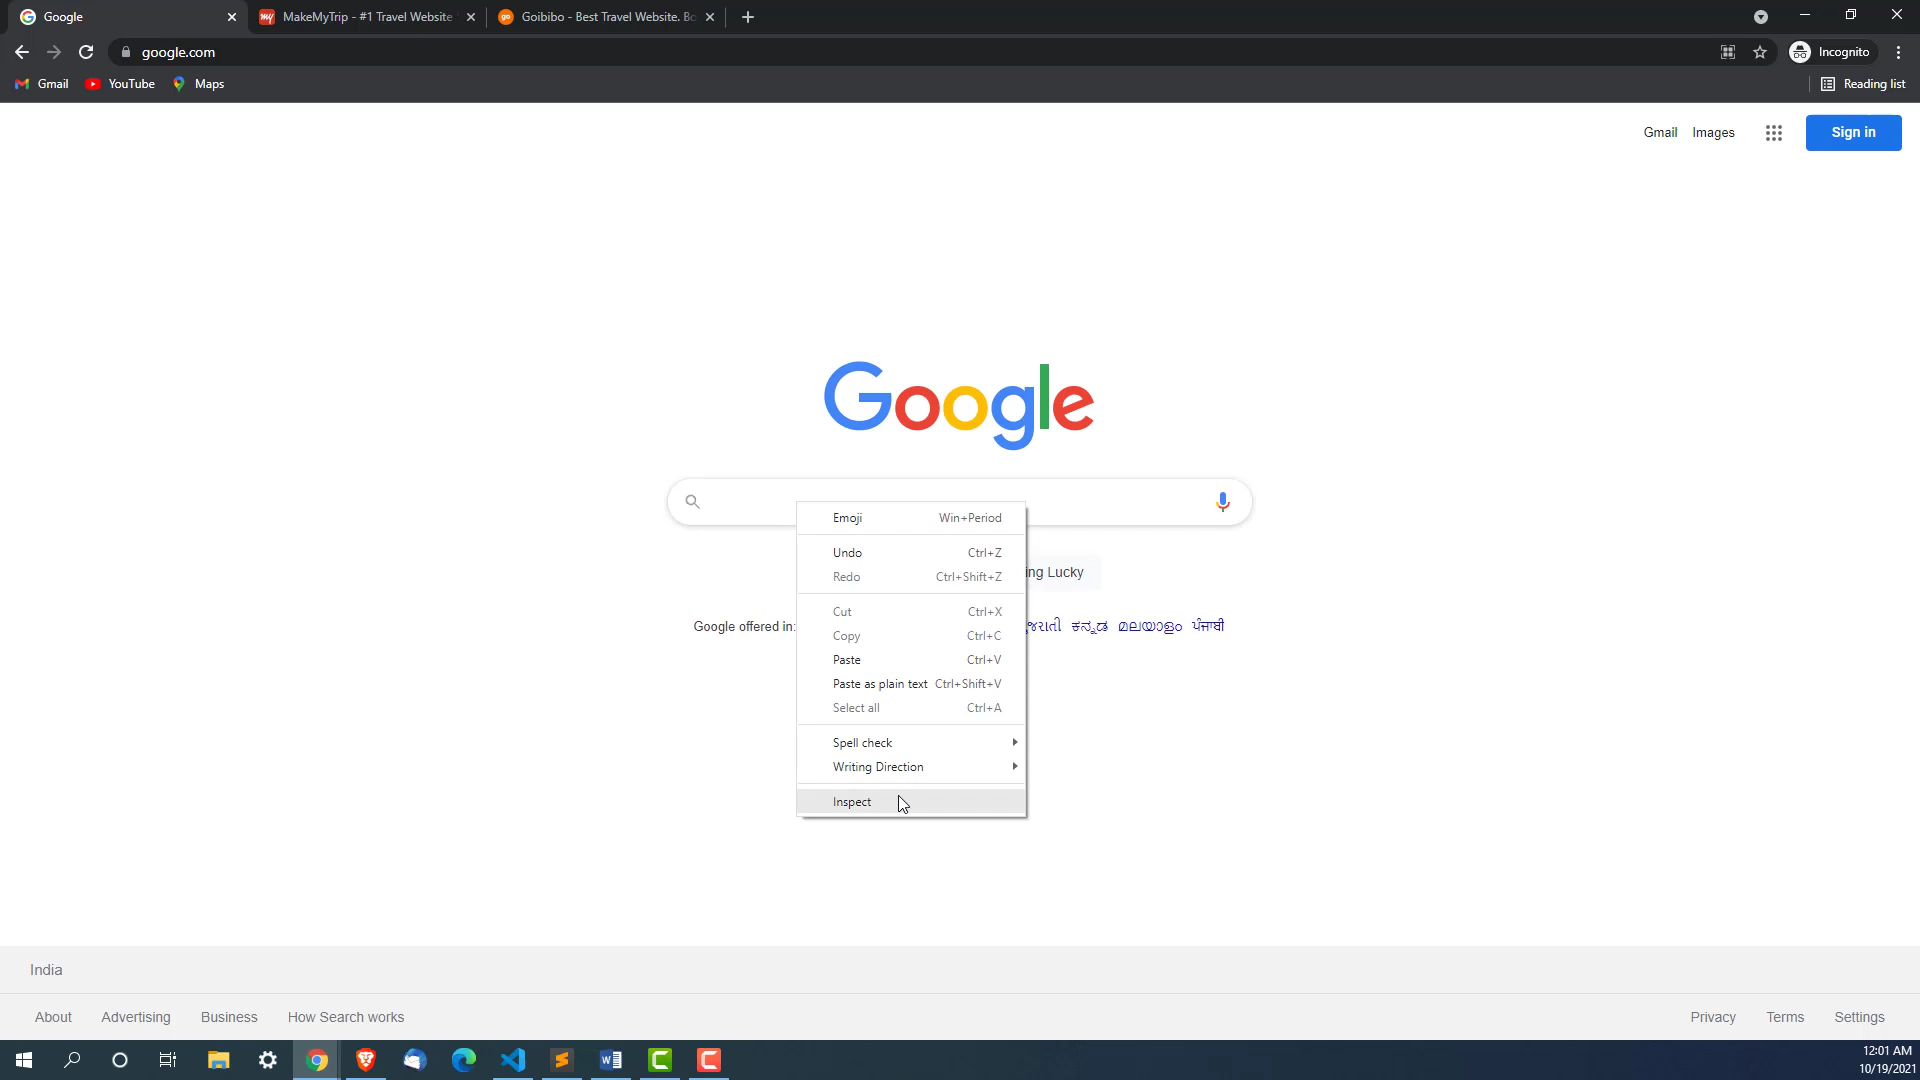 Google
MakeMyTrip - #1 Travel Website
Goibibo - Best Travel Website. Bo
google.com
Incognito
Gmail
YouTube
Maps
Reading list
Gmail
Images
Sign in
Google
Emoji Win+Period
Undo Ctrl+Z
Redo Ctrl+Shift+Z
Cut Ctrl+X
Copy Ctrl+C
Paste Ctrl+V
Paste as plain text Ctrl+Shift+V
Select all Ctrl+A
Spell check
Writing Direction
Inspect
ing Lucky
Google offered in: ಕನ್ನಡ മലയാളം ਪੰਜਾਬੀ
India
About
Advertising
Business
How Search works
Privacy
Terms
Settings
12:01 AM
10/19/2021